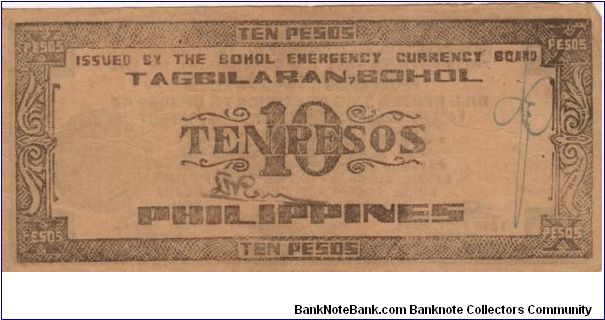 TEN PESOS
X PESOS
X PESOS
ISSUED BY THE BOHOL EMERGENCY CURRENCY BOARD
TAGBILARAN, BOHOL
10
TEN PESOS
PHILIPPINES
PESOS X
PESOS X
TEN PESOS
BankNoteBank.com Banknote Collectors Community